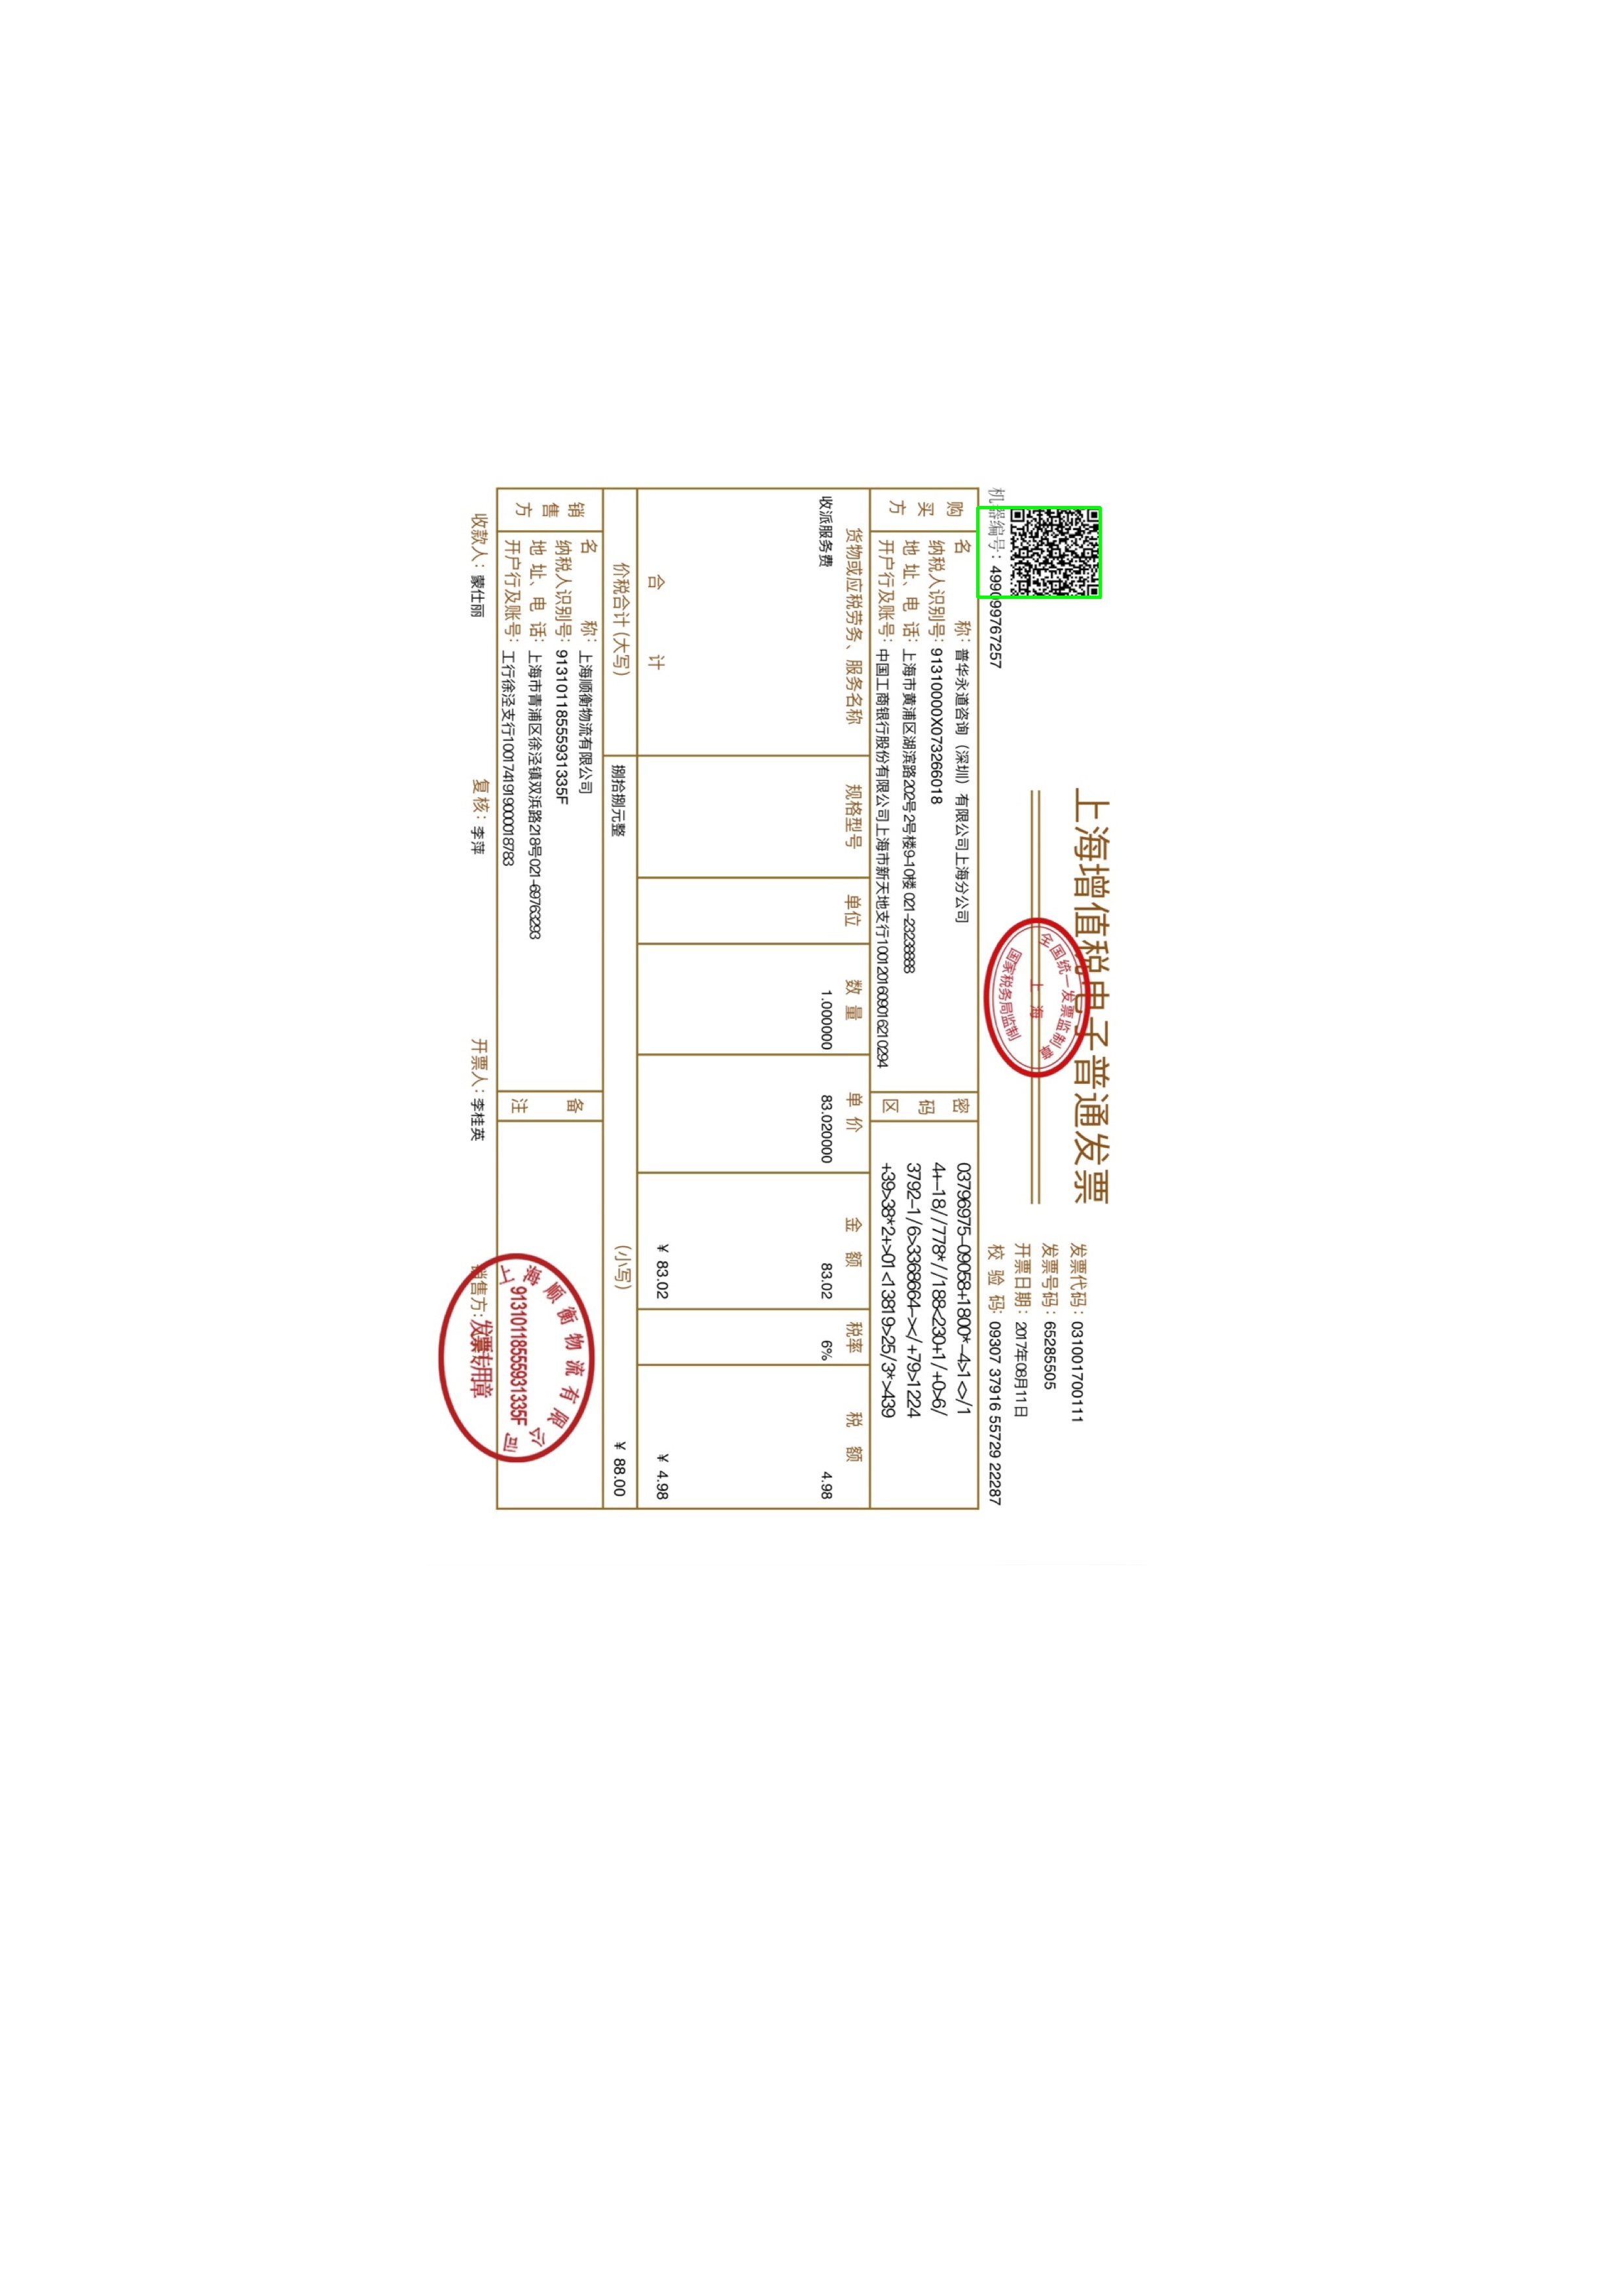 上海增值税电子普通发票
全国统一发票监制章
上海
国家税务局监制
机器编号：499099767257
发票代码：031001700111
发票号码：65285505
开票日期：2017年08月11日
校 验 码：09307 37916 55729 22287
购买方
名 称：普华永道咨询（深圳）有限公司上海分公司
纳税人识别号：91310000X073266018
地 址、电 话：上海市黄浦区湖滨路202号2号楼9-10楼 021-23238888
开户行及账号：中国工商银行股份有限公司上海市新天地支行1001201609016210294
密码区
03796975-09058+1800*-4>1<>/1
4+-18//778*//188<230+1/+0>6/
3792-1/6>3368664-></+79>1224
+39>38*2+>01<13819>25/3*>439
货物或应税劳务、服务名称 规格型号 单位 数 量 单 价 金 额 税率 税 额
收派服务费 1.000000 83.020000 83.02 6% 4.98
合 计 ￥ 83.02 ￥ 4.98
价税合计(大写) 捌拾捌元整 (小写) ￥ 88.00
销售方
名 称：上海顺衡物流有限公司
纳税人识别号：91310118555931335F
地 址、电 话：上海市青浦区徐泾镇双浜路218号021-69763293
开户行及账号：工行徐泾支行1001741919000018783
备注
收款人：蒙仕丽 复核：李萍 开票人：李桂英 销售方：
上海顺衡物流有限公司
91310118555931335F
发票专用章